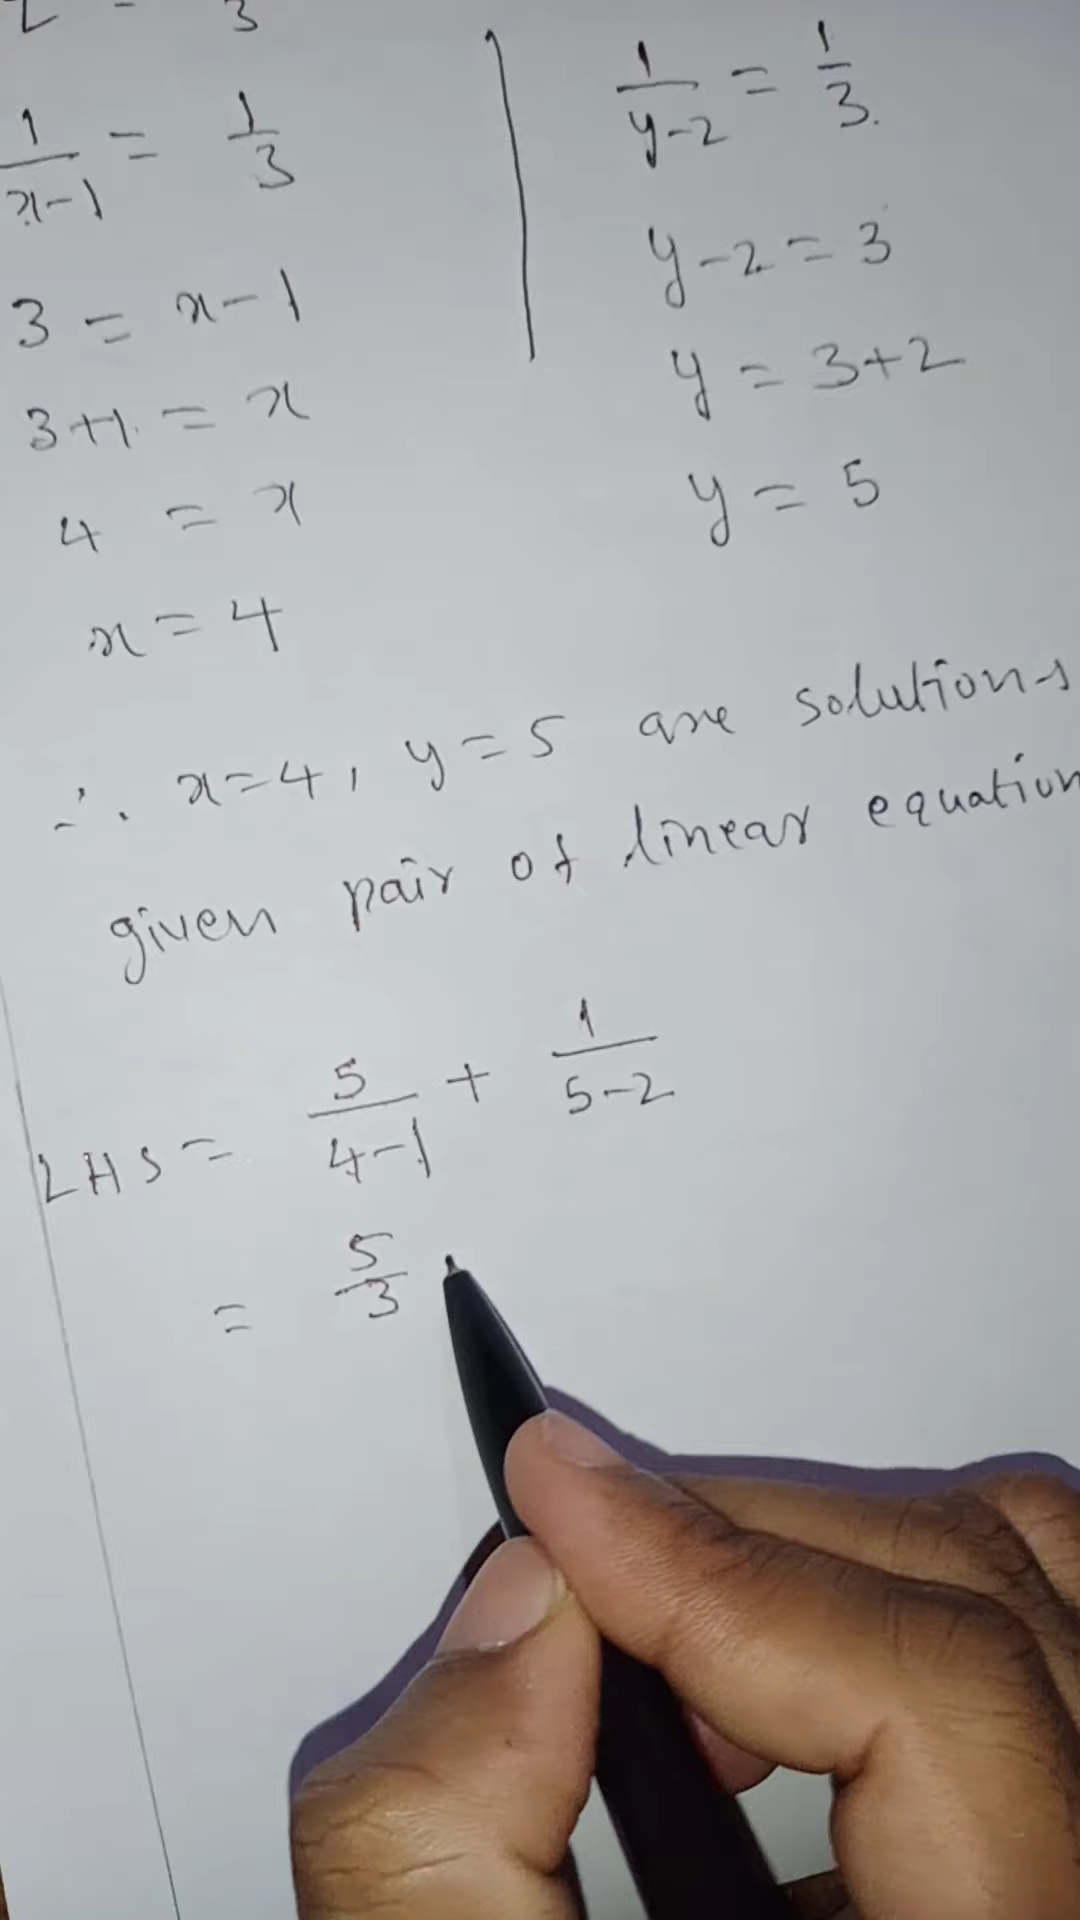 1/(x-1) = 1/3
3 = x-1
3+1 = x
4 = x
x = 4
1/(y-2) = 1/3
y-2 = 3
y = 3+2
y = 5
∴ x=4, y=5 are solutions
given pair of linear equation
LHS = 5/(4-1) + 1/(5-2)
= 5/3